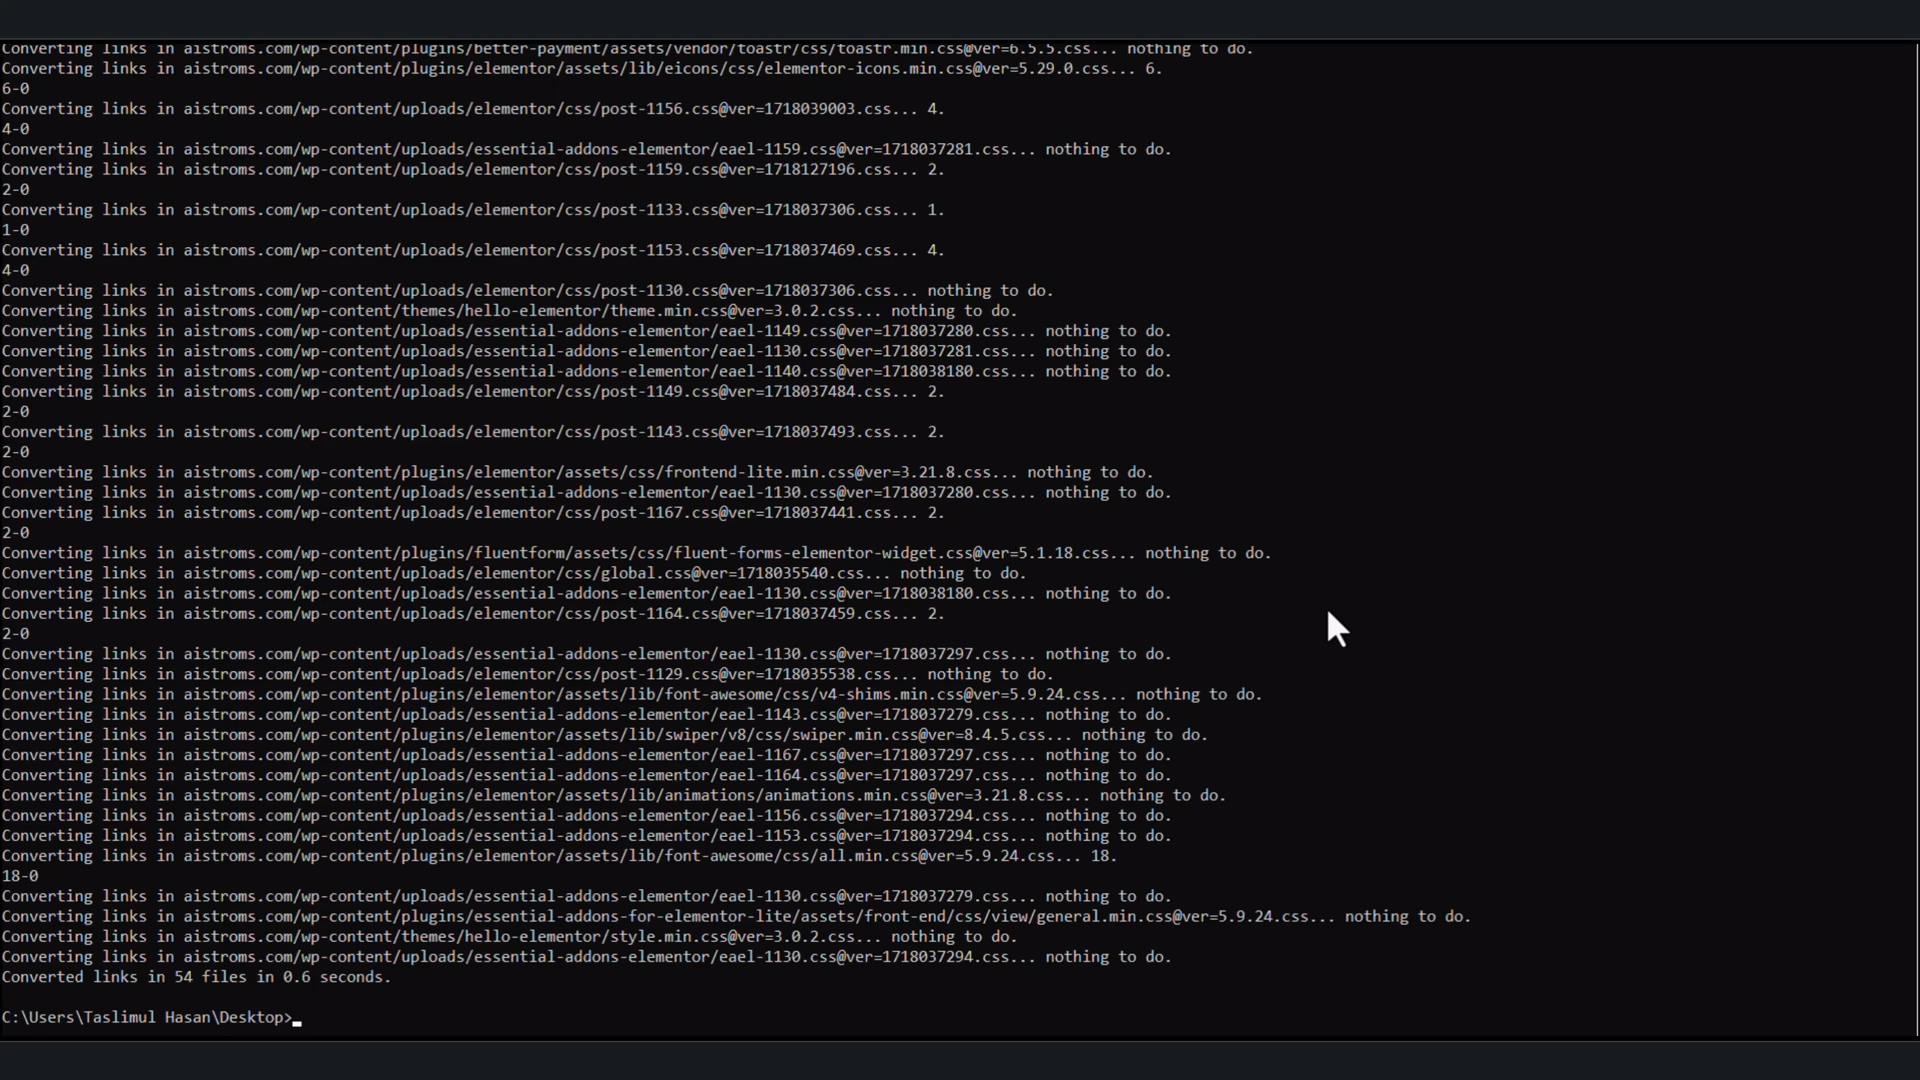 Converting links in aistroms.com/wp-content/plugins/better-payment/assets/vendor/toastr/css/toastr.min.css@ver=6.5.5.css... nothing to do.
Converting links in aistroms.com/wp-content/plugins/elementor/assets/lib/eicons/css/elementor-icons.min.css@ver=5.29.0.css... 6.
6-0
Converting links in aistroms.com/wp-content/uploads/elementor/css/post-1156.css@ver=1718039003.css... 4.
4-0
Converting links in aistroms.com/wp-content/uploads/essential-addons-elementor/eael-1159.css@ver=1718037281.css... nothing to do.
Converting links in aistroms.com/wp-content/uploads/elementor/css/post-1159.css@ver=1718127196.css... 2.
2-0
Converting links in aistroms.com/wp-content/uploads/elementor/css/post-1133.css@ver=1718037306.css... 1.
1-0
Converting links in aistroms.com/wp-content/uploads/elementor/css/post-1153.css@ver=1718037469.css... 4.
4-0
Converting links in aistroms.com/wp-content/uploads/elementor/css/post-1130.css@ver=1718037306.css... nothing to do.
Converting links in aistroms.com/wp-content/themes/hello-elementor/theme.min.css@ver=3.0.2.css... nothing to do.
Converting links in aistroms.com/wp-content/uploads/essential-addons-elementor/eael-1149.css@ver=1718037280.css... nothing to do.
Converting links in aistroms.com/wp-content/uploads/essential-addons-elementor/eael-1130.css@ver=1718037281.css... nothing to do.
Converting links in aistroms.com/wp-content/uploads/essential-addons-elementor/eael-1140.css@ver=1718038180.css... nothing to do.
Converting links in aistroms.com/wp-content/uploads/elementor/css/post-1149.css@ver=1718037484.css... 2.
2-0
Converting links in aistroms.com/wp-content/uploads/elementor/css/post-1143.css@ver=1718037493.css... 2.
2-0
Converting links in aistroms.com/wp-content/plugins/elementor/assets/css/frontend-lite.min.css@ver=3.21.8.css... nothing to do.
Converting links in aistroms.com/wp-content/uploads/essential-addons-elementor/eael-1130.css@ver=1718037280.css... nothing to do.
Converting links in aistroms.com/wp-content/uploads/elementor/css/post-1167.css@ver=1718037441.css... 2.
2-0
Converting links in aistroms.com/wp-content/plugins/fluentform/assets/css/fluent-forms-elementor-widget.css@ver=5.1.18.css... nothing to do.
Converting links in aistroms.com/wp-content/uploads/elementor/css/global.css@ver=1718035540.css... nothing to do.
Converting links in aistroms.com/wp-content/uploads/essential-addons-elementor/eael-1130.css@ver=1718038180.css... nothing to do.
Converting links in aistroms.com/wp-content/uploads/elementor/css/post-1164.css@ver=1718037459.css... 2.
2-0
Converting links in aistroms.com/wp-content/uploads/essential-addons-elementor/eael-1130.css@ver=1718037297.css... nothing to do.
Converting links in aistroms.com/wp-content/uploads/elementor/css/post-1129.css@ver=1718035538.css... nothing to do.
Converting links in aistroms.com/wp-content/plugins/elementor/assets/lib/font-awesome/css/v4-shims.min.css@ver=5.9.24.css... nothing to do.
Converting links in aistroms.com/wp-content/uploads/essential-addons-elementor/eael-1143.css@ver=1718037279.css... nothing to do.
Converting links in aistroms.com/wp-content/plugins/elementor/assets/lib/swiper/v8/css/swiper.min.css@ver=8.4.5.css... nothing to do.
Converting links in aistroms.com/wp-content/uploads/essential-addons-elementor/eael-1167.css@ver=1718037297.css... nothing to do.
Converting links in aistroms.com/wp-content/uploads/essential-addons-elementor/eael-1164.css@ver=1718037297.css... nothing to do.
Converting links in aistroms.com/wp-content/plugins/elementor/assets/lib/animations/animations.min.css@ver=3.21.8.css... nothing to do.
Converting links in aistroms.com/wp-content/uploads/essential-addons-elementor/eael-1156.css@ver=1718037294.css... nothing to do.
Converting links in aistroms.com/wp-content/uploads/essential-addons-elementor/eael-1153.css@ver=1718037294.css... nothing to do.
Converting links in aistroms.com/wp-content/plugins/elementor/assets/lib/font-awesome/css/all.min.css@ver=5.9.24.css... 18.
18-0
Converting links in aistroms.com/wp-content/uploads/essential-addons-elementor/eael-1130.css@ver=1718037279.css... nothing to do.
Converting links in aistroms.com/wp-content/plugins/essential-addons-for-elementor-lite/assets/front-end/css/view/general.min.css@ver=5.9.24.css... nothing to do.
Converting links in aistroms.com/wp-content/themes/hello-elementor/style.min.css@ver=3.0.2.css... nothing to do.
Converting links in aistroms.com/wp-content/uploads/essential-addons-elementor/eael-1130.css@ver=1718037294.css... nothing to do.
Converted links in 54 files in 0.6 seconds.
C:\Users\Taslimul Hasan\Desktop>